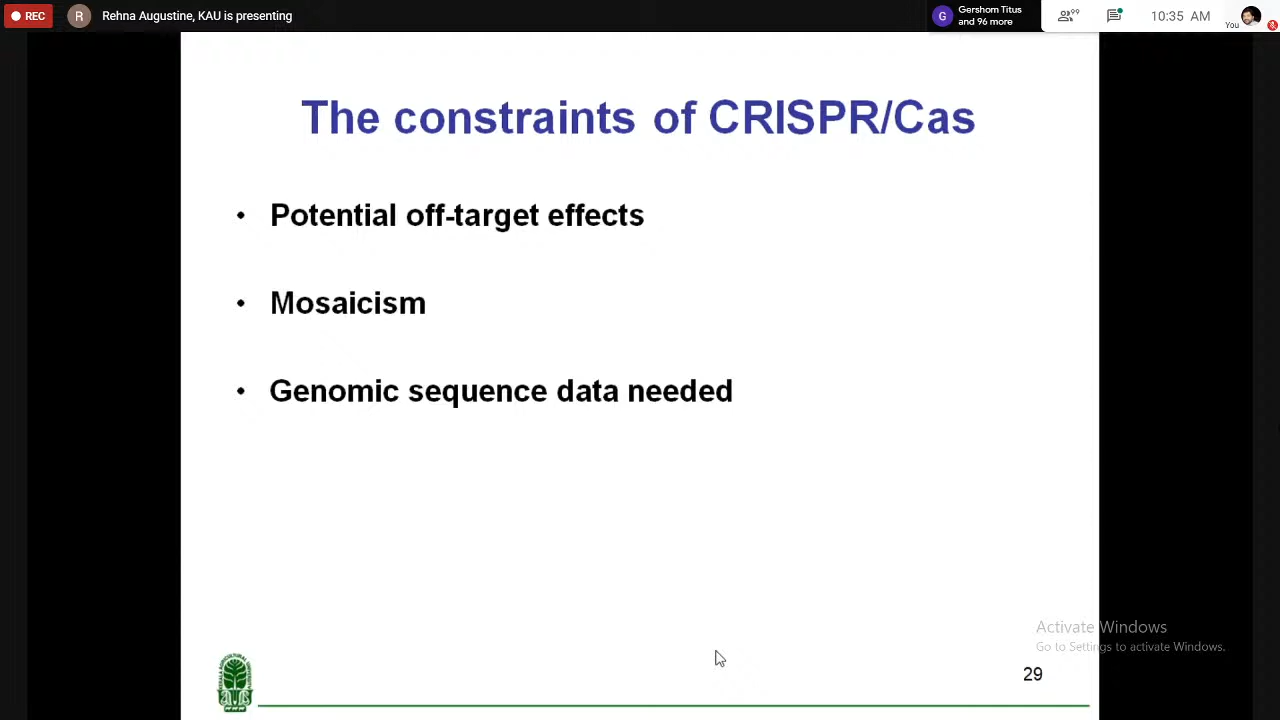 REC
R
Rehna Augustine, KAU is presenting
G
Gershom Titus
and 96 more
99
10:35 AM
You
The constraints of CRISPR/Cas
• Potential off-target effects
• Mosaicism
• Genomic sequence data needed
Activate Windows
Go to Settings to activate Windows.
29